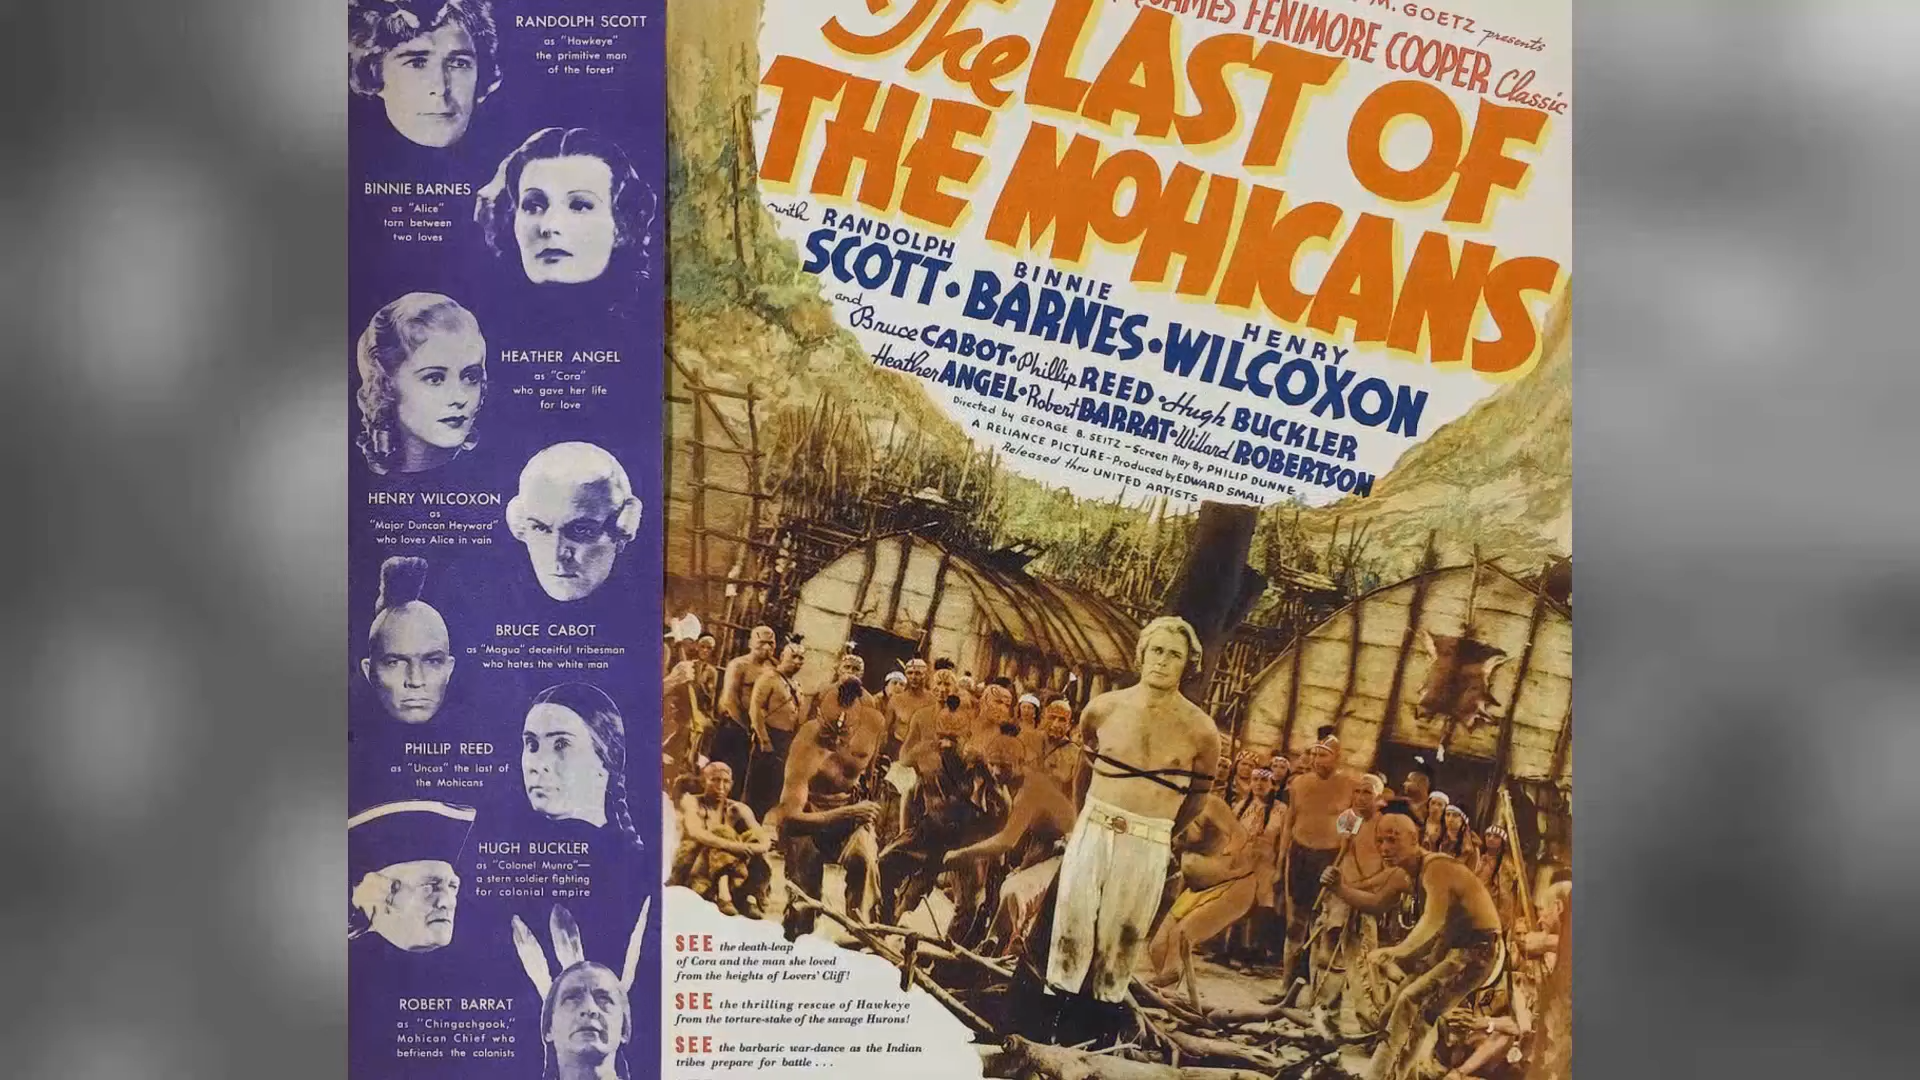 RANDOLPH SCOTT
as "Hawkeye"
the primitive man
of the forest
BINNIE BARNES
as "Alice"
torn between
two loves
HEATHER ANGEL
as "Cora"
who gave her life
for love
HENRY WILCOXON
as
"Major Duncan Heyward"
who loves Alice in vain
BRUCE CABOT
as "Magua" deceitful tribesman
who hates the white man
PHILLIP REED
as "Uncas" the last of
the Mohicans
HUGH BUCKLER
as "Colonel Munro"—
a stern soldier fighting
for colonial empire
ROBERT BARRAT
as "Chingachgook,"
Mohican Chief who
befriends the colonists
M. GOETZ presents
JAMES FENIMORE COOPER Classic
The LAST OF
THE MOHICANS
with RANDOLPH SCOTT • BINNIE BARNES • HENRY WILCOXON
and Bruce CABOT • Phillip REED • Hugh BUCKLER
Heather ANGEL • Robert BARRAT • Willard ROBERTSON
Directed by GEORGE B. SEITZ – Screen Play By PHILIP DUNNE
A RELIANCE PICTURE – Produced by EDWARD SMALL
Released thru UNITED ARTISTS
SEE the death-leap
of Cora and the man she loved
from the heights of Lovers' Cliff!
SEE the thrilling rescue of Hawkeye
from the torture-stake of the savage Hurons!
SEE the barbaric war-dance as the Indian
tribes prepare for battle . . .